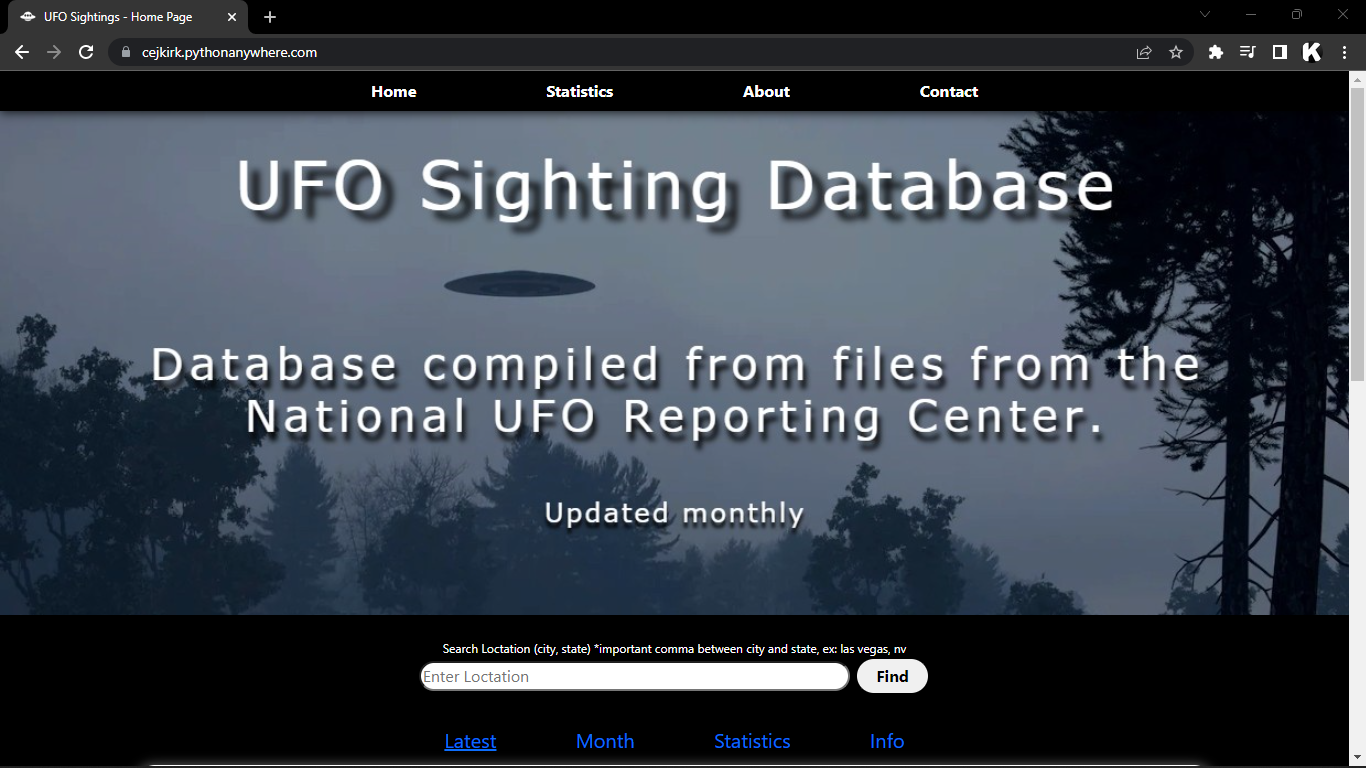 UFO Sightings - Home Page
cejkirk.pythonanywhere.com
Home Statistics About Contact
UFO Sighting Database
Database compiled from files from the
National UFO Reporting Center.
Updated monthly
Search Loctation (city, state) *important comma between city and state, ex: las vegas, nv
Enter Loctation Find
Latest Month Statistics Info